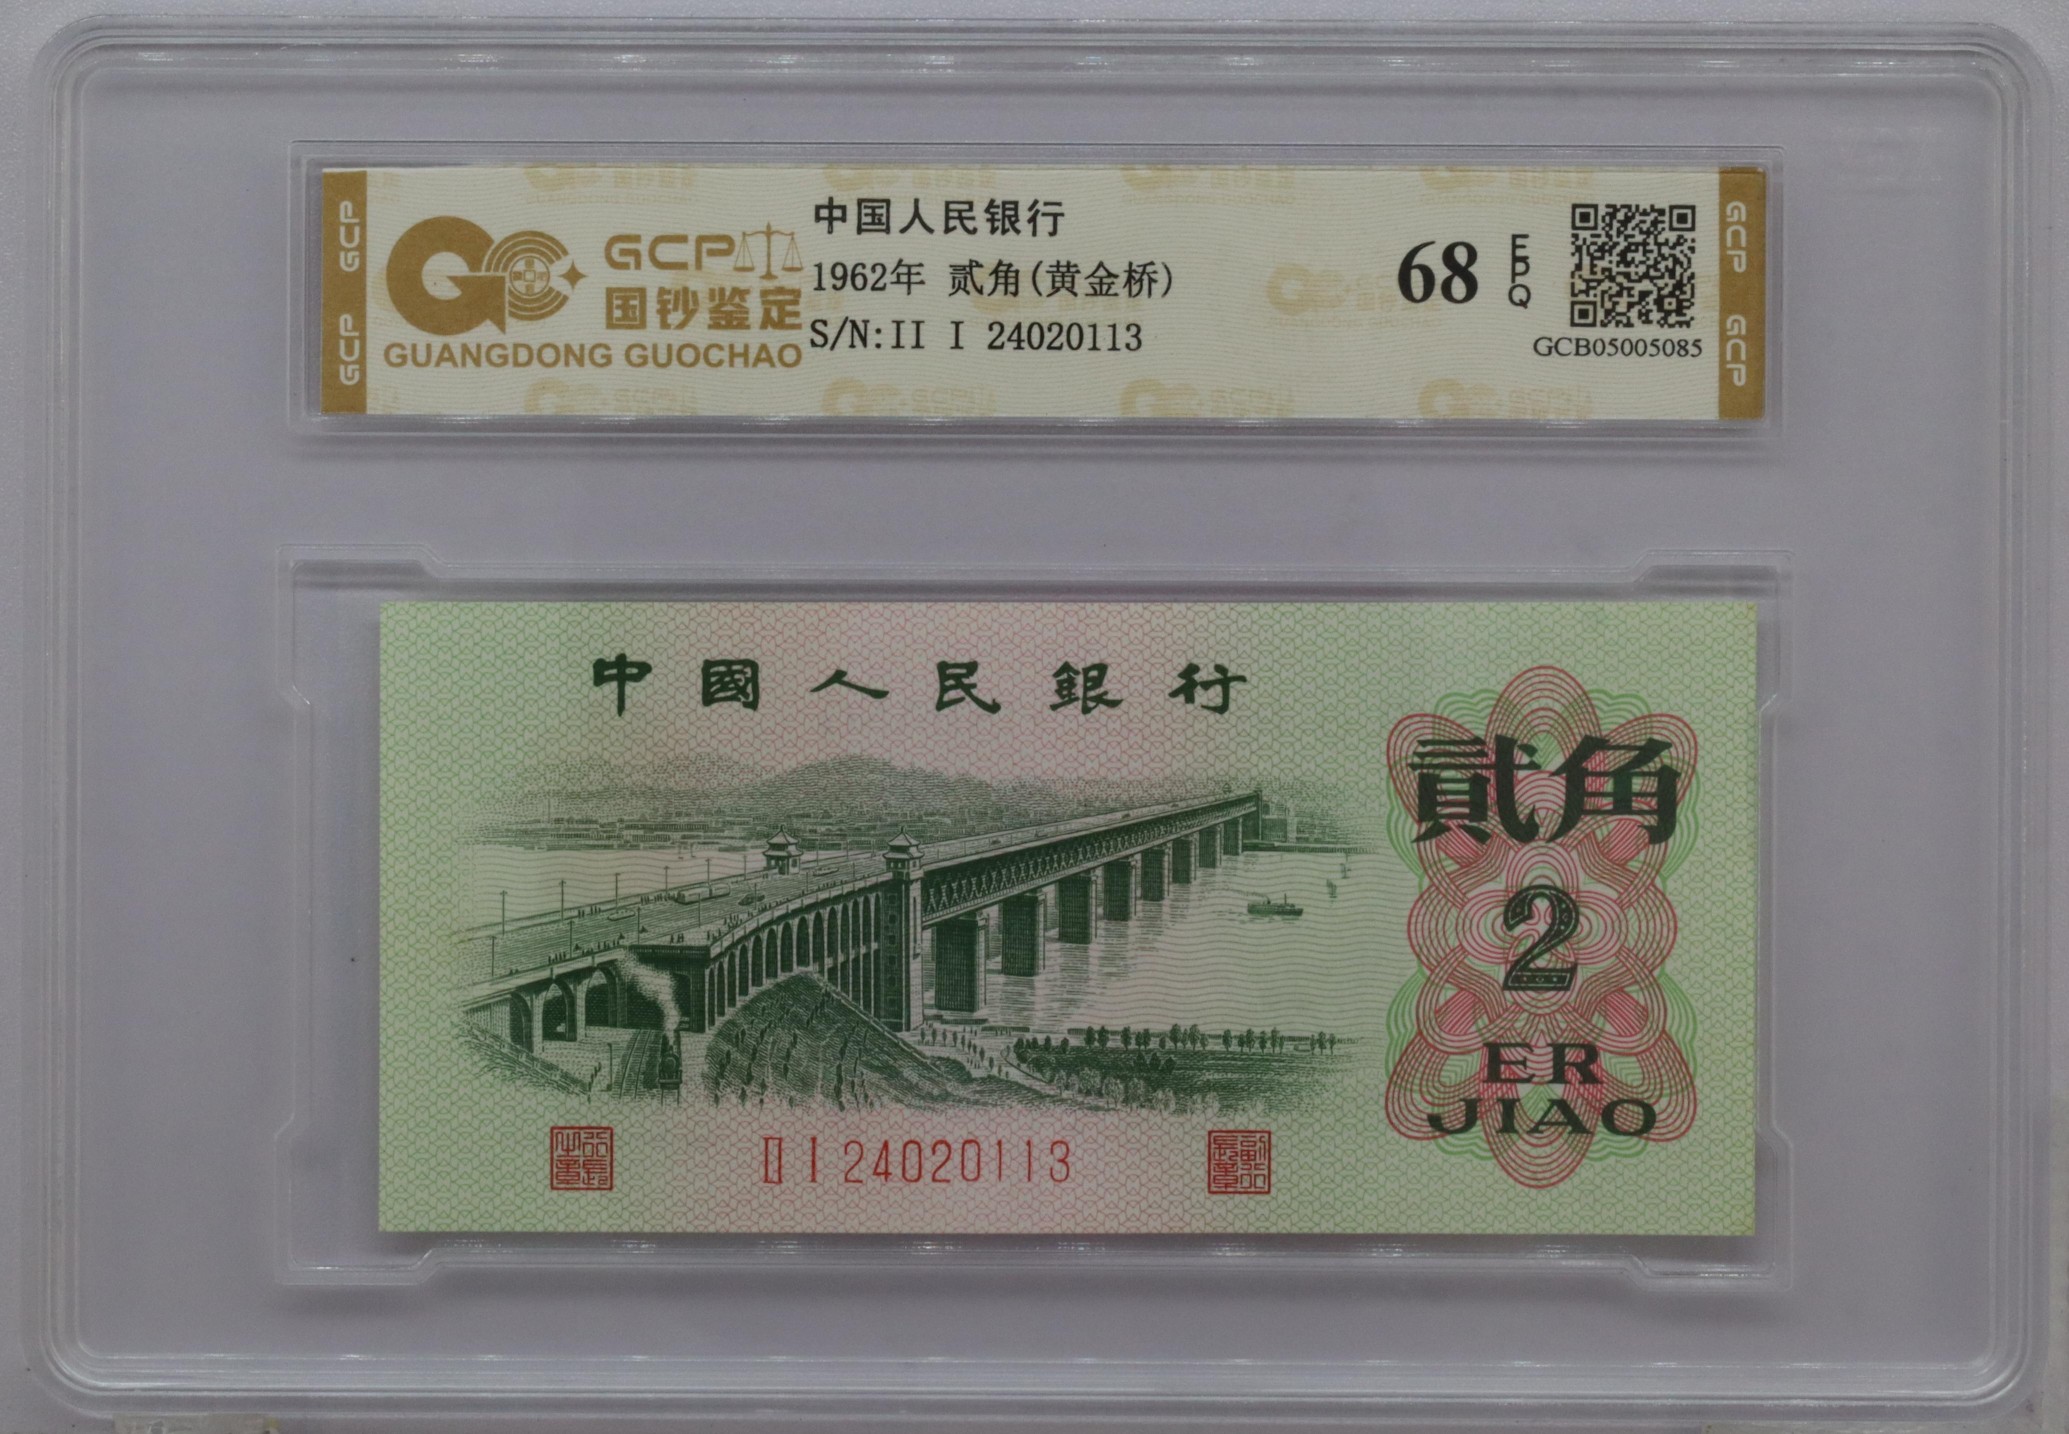 GCP
GCP
GCP
国钞鉴定
GUANGDONG GUOCHAO
中国人民银行
1962年 贰角(黄金桥)
S/N:II I 24020113
68
EPQ
GCB05005085
GCP
GCP
中國人民銀行
貳角
2
ER
JIAO
II I 24020113